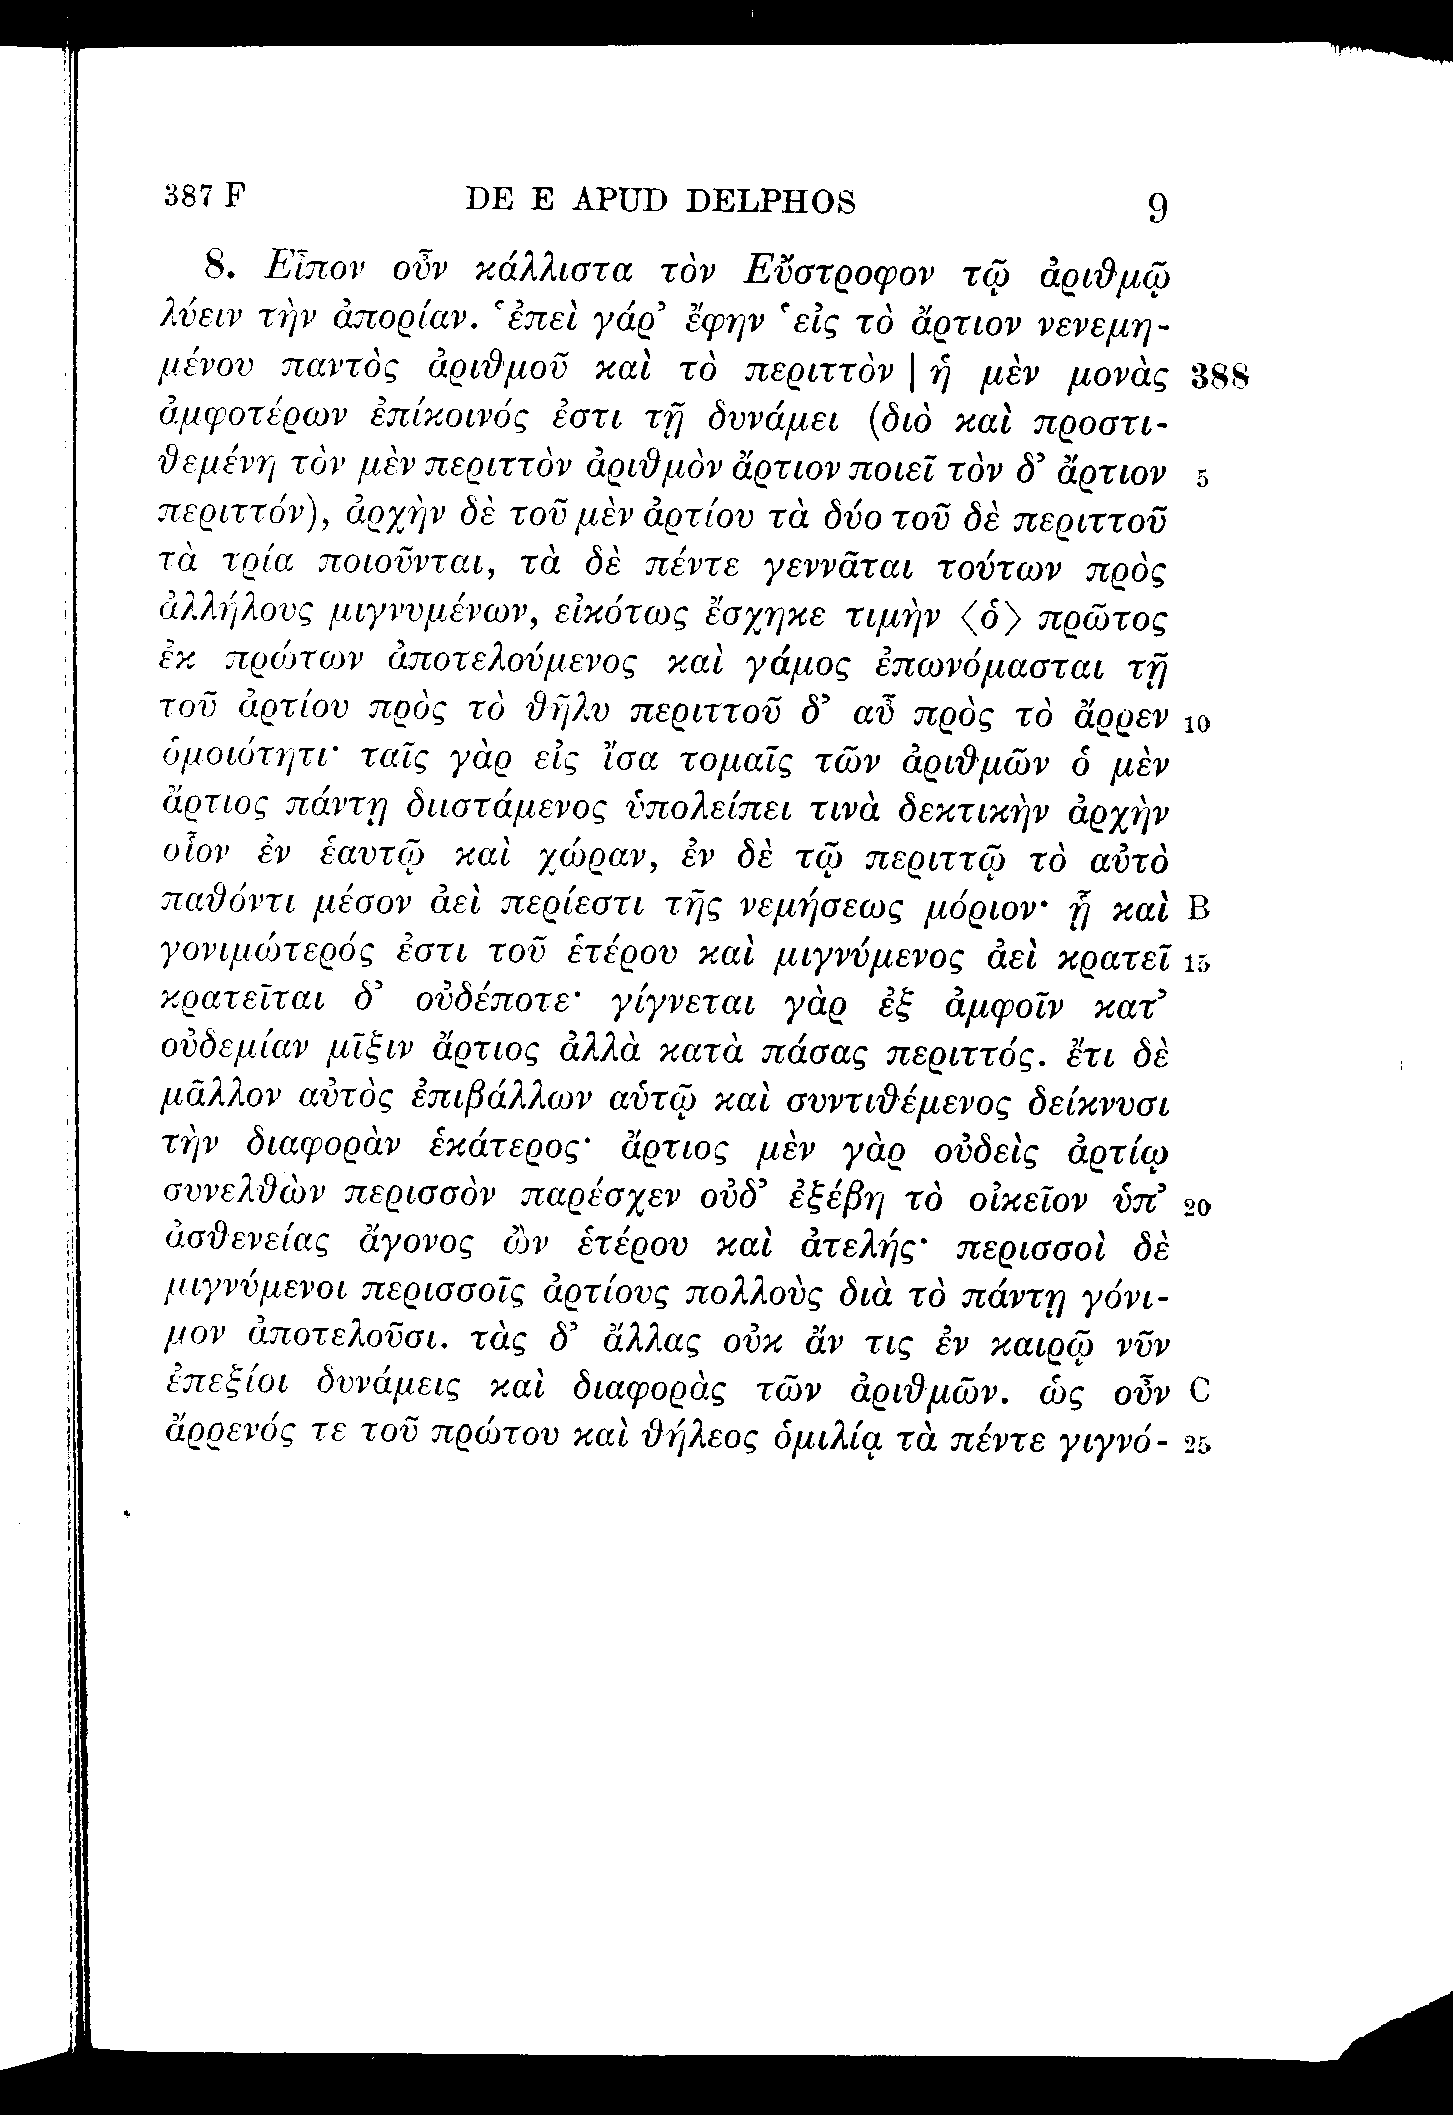 387 F DE E APUD DELPHOS 9
8. Εἶπον οὖν κάλλιστα τὸν Εὔστροφον τῷ ἀριθμῷ
λύειν τὴν ἀπορίαν. ‛ἐπεὶ γάρ’ ἔφην ‛εἰς τὸ ἄρτιον νενεμη-
μένου παντὸς ἀριθμοῦ καὶ τὸ περιττὸν | ἡ μὲν μονὰς 388
ἀμφοτέρων ἐπίκοινός ἐστι τῇ δυνάμει (διὸ καὶ προστι-
θεμένη τὸν μὲν περιττὸν ἀριθμὸν ἄρτιον ποιεῖ τὸν δ’ ἄρτιον 5
περιττόν), ἀρχὴν δὲ τοῦ μὲν ἀρτίου τὰ δύο τοῦ δὲ περιττοῦ
τὰ τρία ποιοῦνται, τὰ δὲ πέντε γεννᾶται τούτων πρὸς
ἀλλήλους μιγνυμένων, εἰκότως ἔσχηκε τιμὴν ⟨ὁ⟩ πρῶτος
ἐκ πρώτων ἀποτελούμενος καὶ γάμος ἐπωνόμασται τῇ
τοῦ ἀρτίου πρὸς τὸ θῆλυ περιττοῦ δ’ αὖ πρὸς τὸ ἄρρεν 10
ὁμοιότητι· ταῖς γὰρ εἰς ἴσα τομαῖς τῶν ἀριθμῶν ὁ μὲν
ἄρτιος πάντῃ διιστάμενος ὑπολείπει τινὰ δεκτικὴν ἀρχὴν
οἷον ἐν ἑαυτῷ καὶ χώραν, ἐν δὲ τῷ περιττῷ τὸ αὐτὸ
παθόντι μέσον ἀεὶ περίεστι τῆς νεμήσεως μόριον· ᾗ καὶ B
γονιμώτερός ἐστι τοῦ ἑτέρου καὶ μιγνύμενος ἀεὶ κρατεῖ 15
κρατεῖται δ’ οὐδέποτε· γίγνεται γὰρ ἐξ ἀμφοῖν κατ’
οὐδεμίαν μῖξιν ἄρτιος ἀλλὰ κατὰ πάσας περιττός. ἔτι δὲ
μᾶλλον αὐτὸς ἐπιβάλλων αὑτῷ καὶ συντιθέμενος δείκνυσι
τὴν διαφορὰν ἑκάτερος· ἄρτιος μὲν γὰρ οὐδεὶς ἀρτίῳ
συνελθὼν περισσὸν παρέσχεν οὐδ’ ἐξέβη τὸ οἰκεῖον ὑπ’ 20
ἀσθενείας ἄγονος ὢν ἑτέρου καὶ ἀτελής· περισσοὶ δὲ
μιγνύμενοι περισσοῖς ἀρτίους πολλοὺς διὰ τὸ πάντῃ γόνι-
μον ἀποτελοῦσι. τὰς δ’ ἄλλας οὐκ ἄν τις ἐν καιρῷ νῦν
ἐπεξίοι δυνάμεις καὶ διαφορὰς τῶν ἀριθμῶν. ὡς οὖν C
ἄρρενός τε τοῦ πρώτου καὶ θήλεος ὁμιλίᾳ τὰ πέντε γιγνό- 25